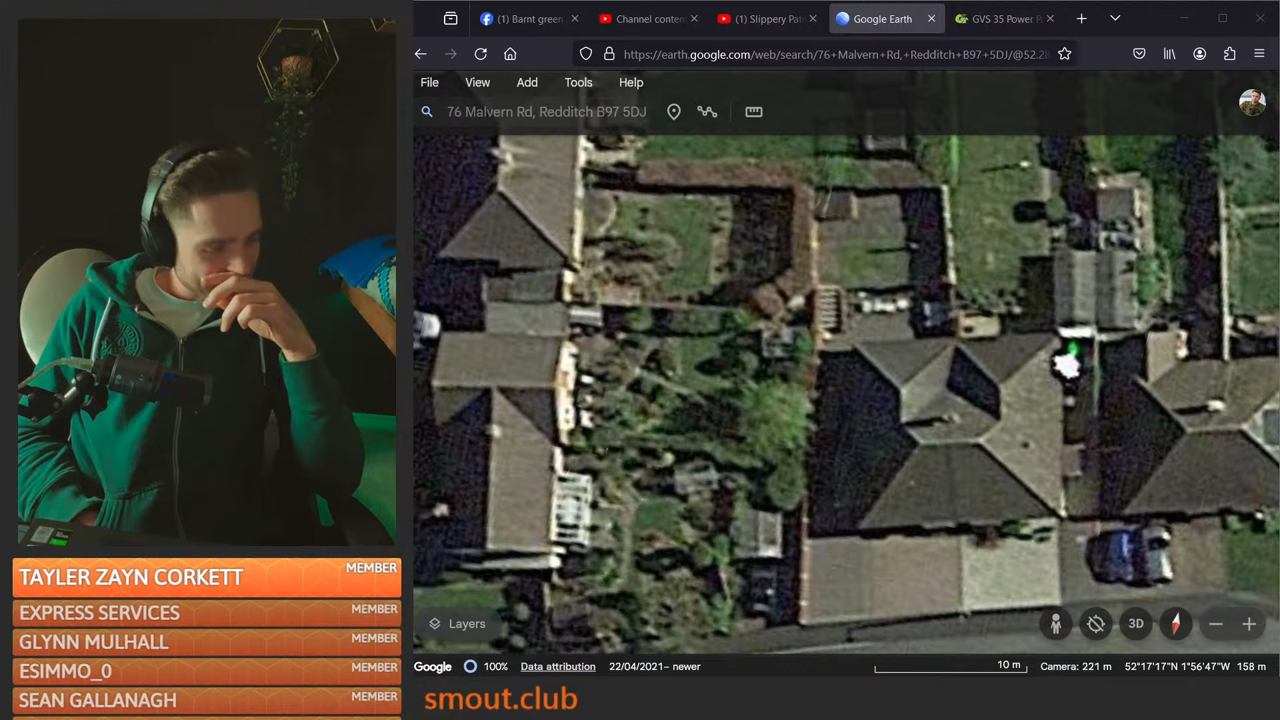 (1) Barnt green
Channel conten
(1) Slippery Pat
Google Earth
GVS 35 Power P
https://earth.google.com/web/search/76+Malvern+Rd,+Redditch+B97+5DJ/@52.28
File View Add Tools Help
76 Malvern Rd, Redditch B97 5DJ
TAYLER ZAYN CORKETT MEMBER
EXPRESS SERVICES MEMBER
GLYNN MULHALL MEMBER
ESIMMO_0 MEMBER
SEAN GALLANAGH MEMBER
Layers
3D
Google 100% Data attribution 22/04/2021– newer 10 m Camera: 221 m 52°17'17"N 1°56'47"W 158 m
smout.club